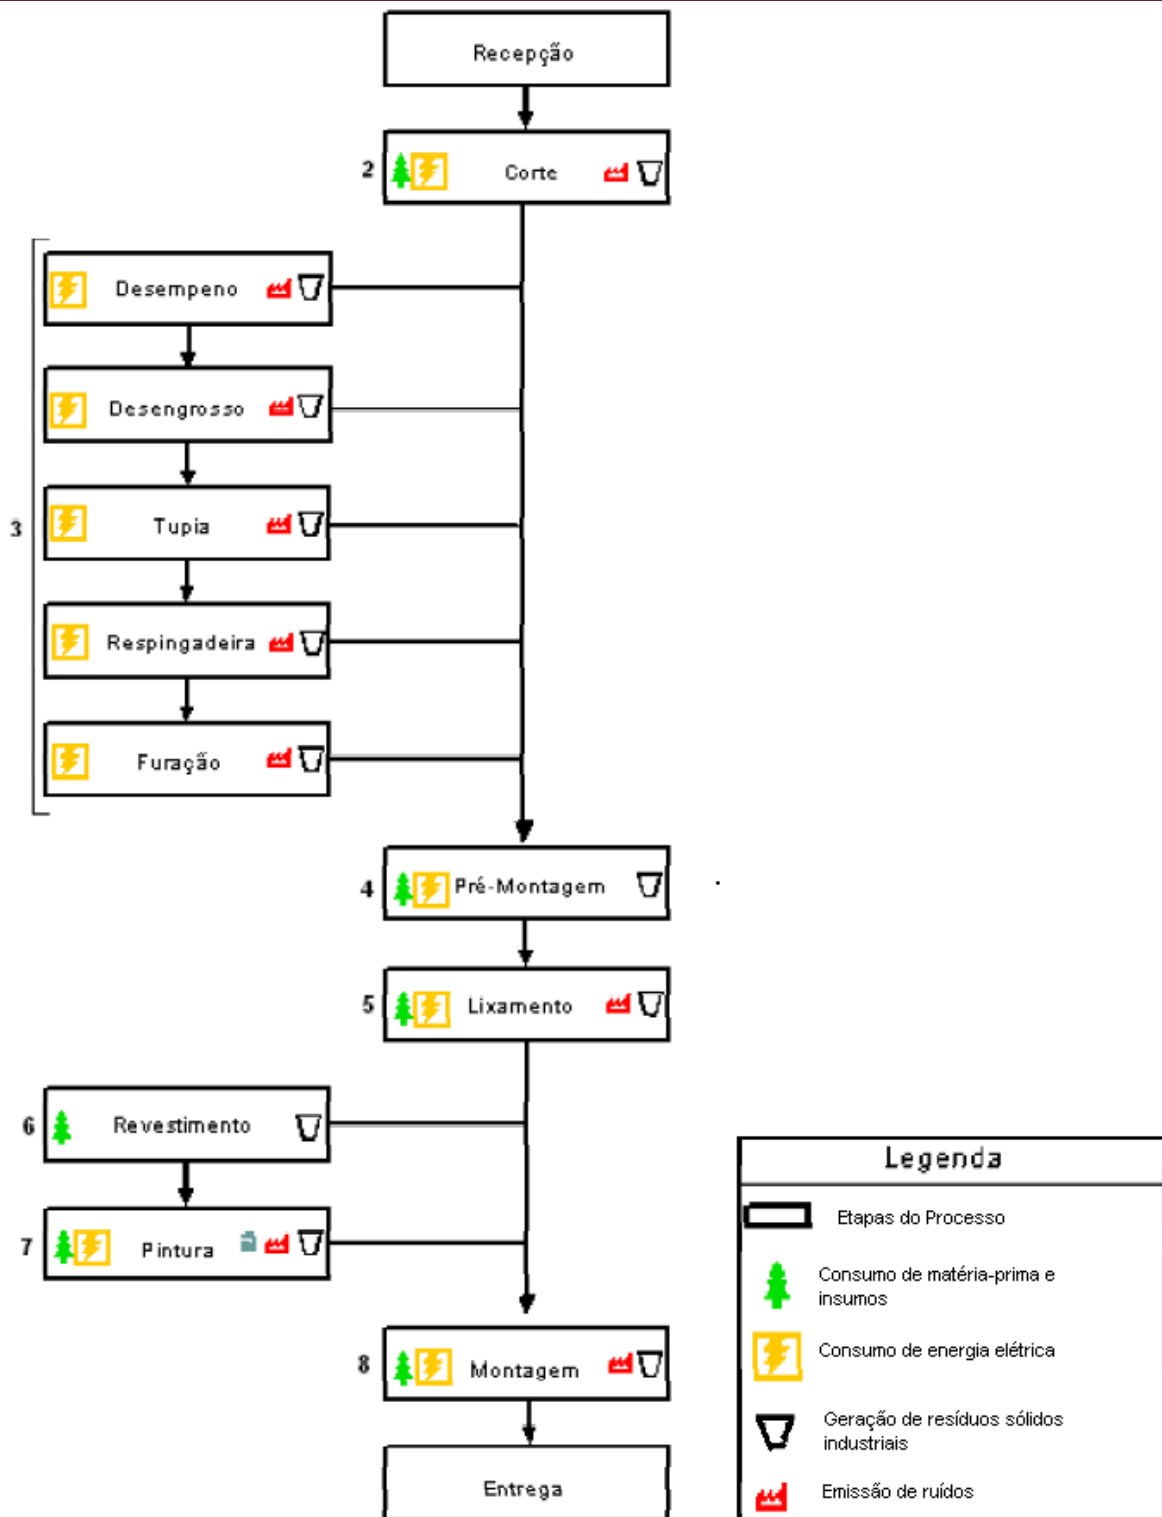 Recepção
2
Corte
Desempeno
Desengrosso
3
Tupia
Respingadeira
Furação
4
Pré-Montagem
5
Lixamento
6
Revestimento
7
Pintura
8
Montagem
Entrega
Legenda
Etapas do Processo
Consumo de matéria-prima e
insumos
Consumo de energia elétrica
Geração de resíduos sólidos
industriais
Emissão de ruídos